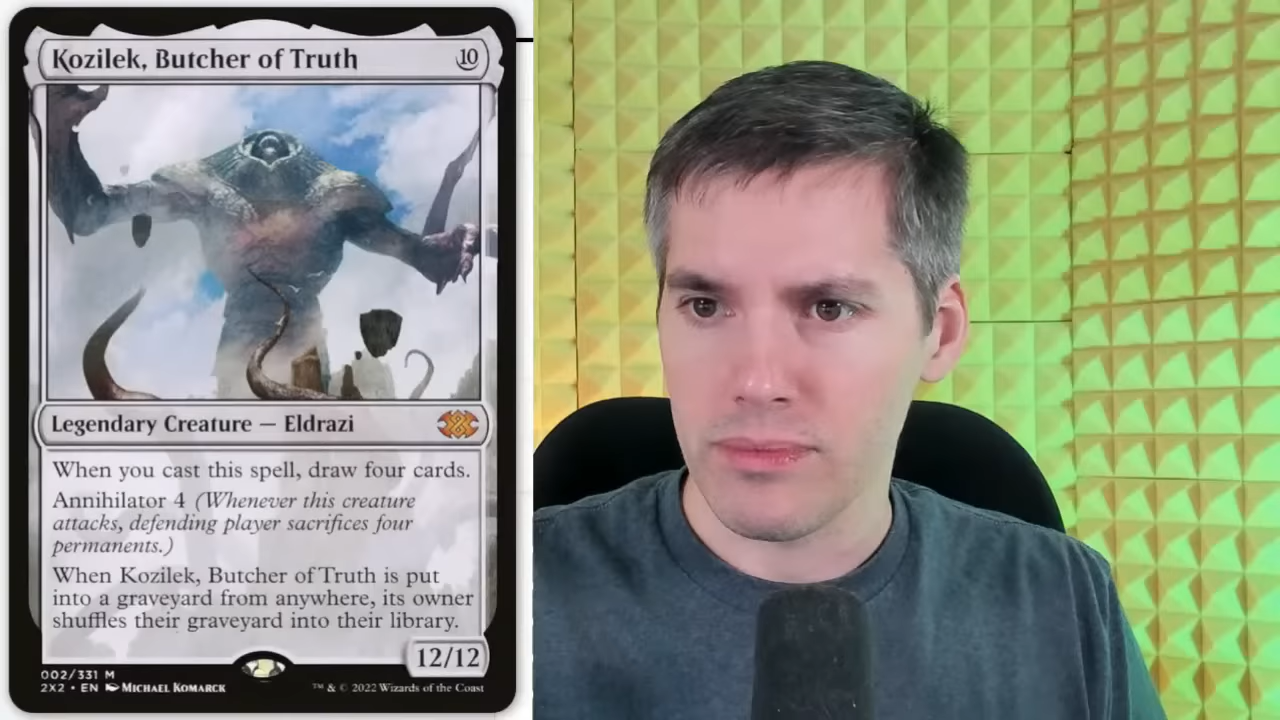 Kozilek, Butcher of Truth 10
Legendary Creature — Eldrazi
When you cast this spell, draw four cards.
Annihilator 4 (Whenever this creature
attacks, defending player sacrifices four
permanents.)
When Kozilek, Butcher of Truth is put
into a graveyard from anywhere, its owner
shuffles their graveyard into their library.
12/12
002/331 M
2X2 • EN Michael Komarck
™ & © 2022 Wizards of the Coast